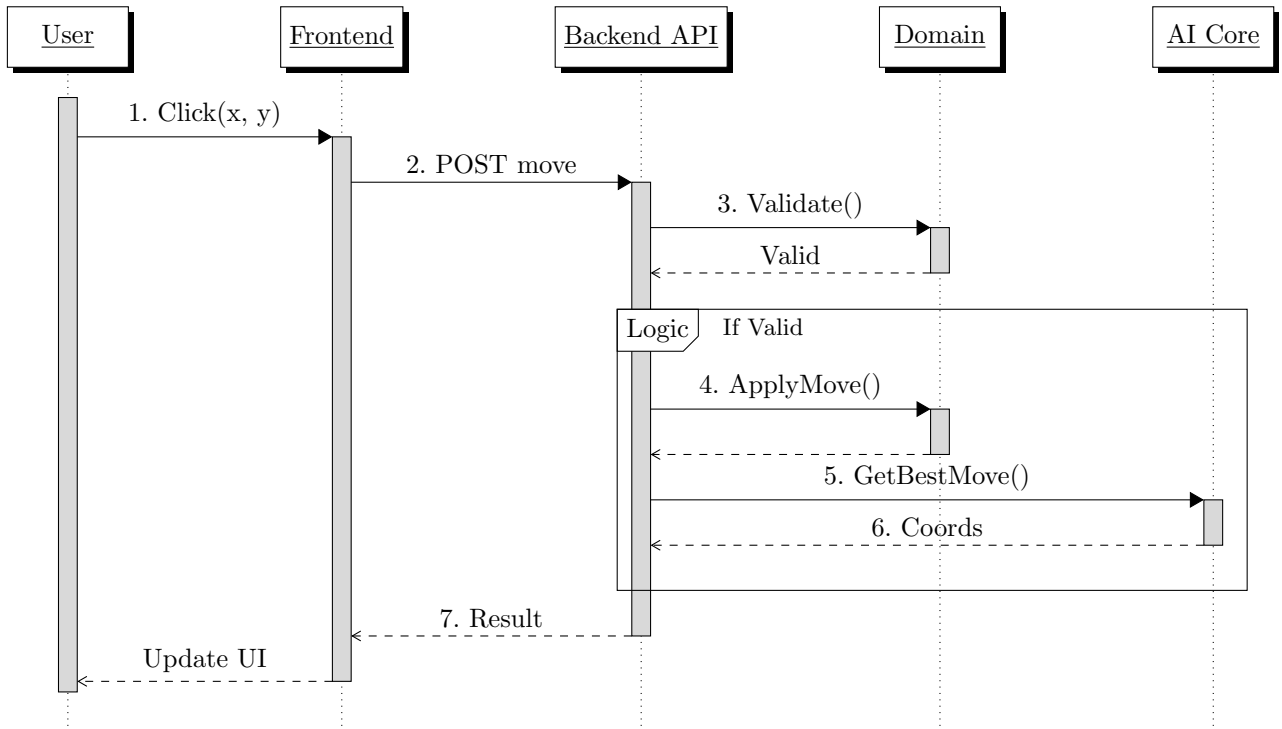 User
Frontend
Backend API
Domain
AI Core
1. Click(x, y)
2. POST move
3. Validate()
Valid
Logic
If Valid
4. ApplyMove()
5. GetBestMove()
6. Coords
7. Result
Update UI